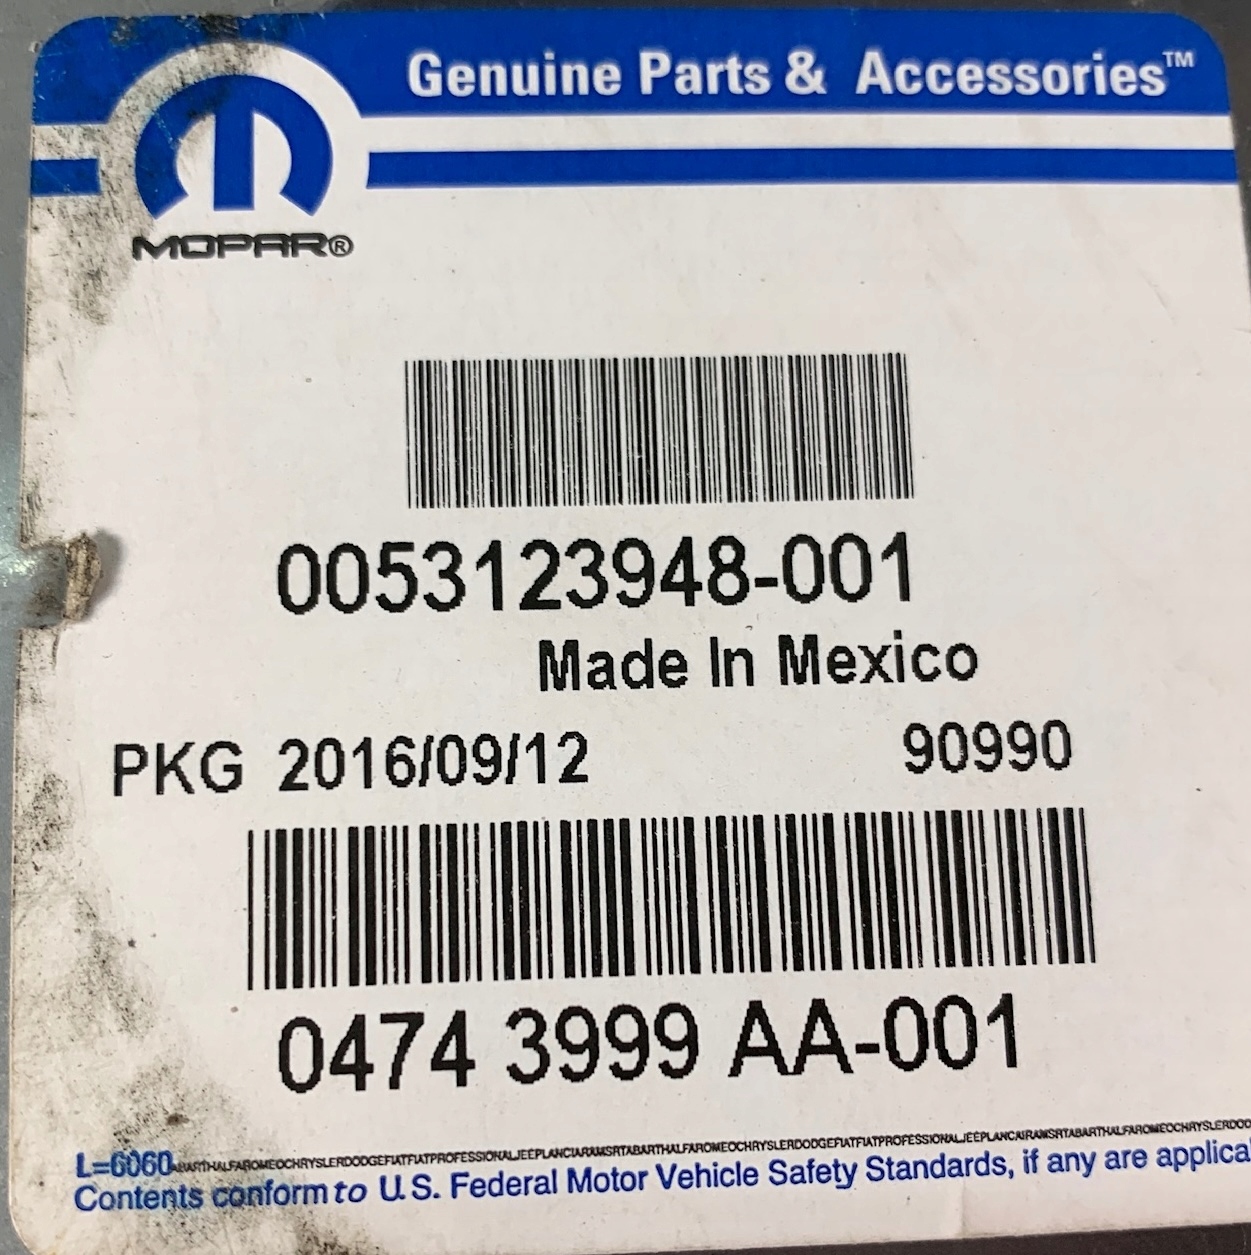 Genuine Parts & Accessories™
MOPAR®
0053123948-001
Made In Mexico
PKG 2016/09/12 90990
0474 3999 AA-001
L=6060
Contents conform to U.S. Federal Motor Vehicle Safety Standards, if any are applica